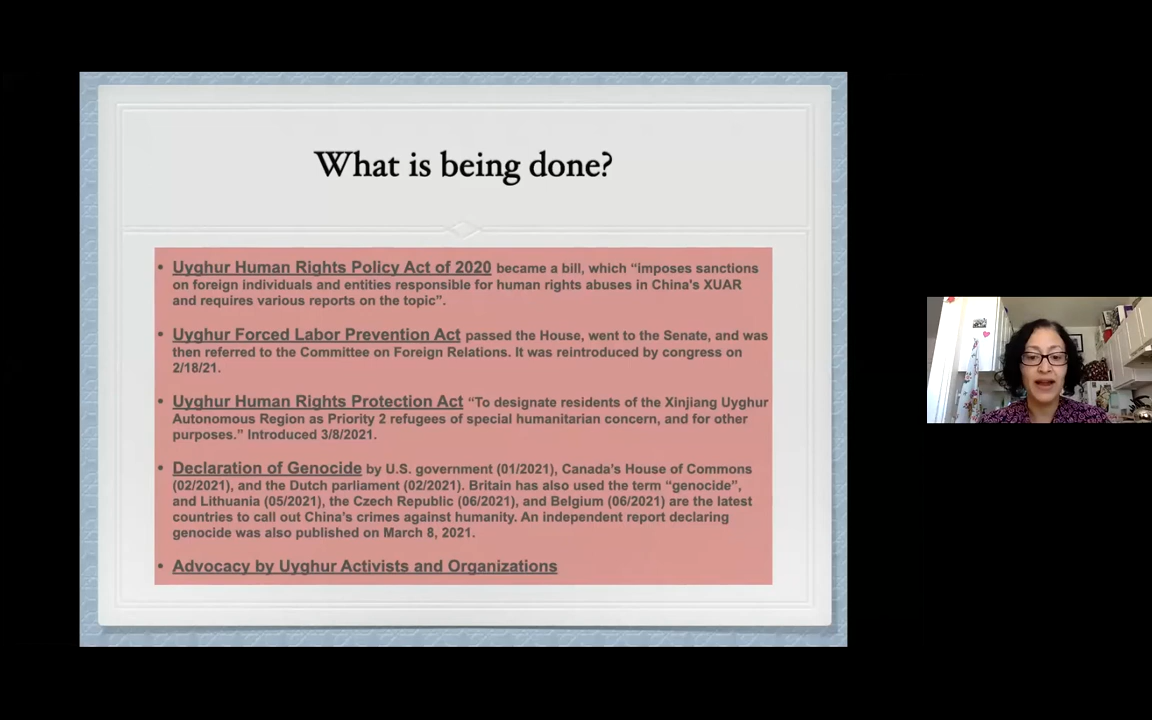 What is being done?
• Uyghur Human Rights Policy Act of 2020 became a bill, which “imposes sanctions
on foreign individuals and entities responsible for human rights abuses in China's XUAR
and requires various reports on the topic”.
• Uyghur Forced Labor Prevention Act passed the House, went to the Senate, and was
then referred to the Committee on Foreign Relations. It was reintroduced by congress on
2/18/21.
• Uyghur Human Rights Protection Act “To designate residents of the Xinjiang Uyghur
Autonomous Region as Priority 2 refugees of special humanitarian concern, and for other
purposes.” Introduced 3/8/2021.
• Declaration of Genocide by U.S. government (01/2021), Canada’s House of Commons
(02/2021), and the Dutch parliament (02/2021). Britain has also used the term “genocide”,
and Lithuania (05/2021), the Czech Republic (06/2021), and Belgium (06/2021) are the latest
countries to call out China’s crimes against humanity. An independent report declaring
genocide was also published on March 8, 2021.
• Advocacy by Uyghur Activists and Organizations